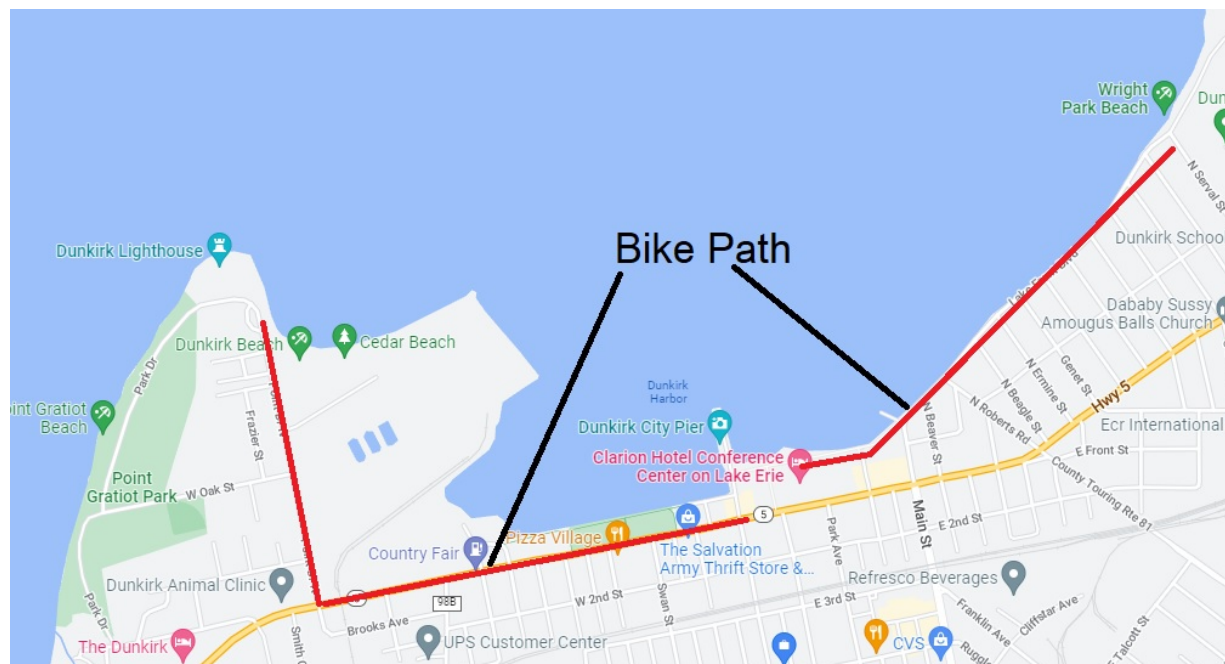 Wright
Park Beach
Dun
N Serval St
Bike Path
Dunkirk Lighthouse
Dunkirk Schoo
Dababy Sussy
Amougus Balls Church
Dunkirk Beach
Cedar Beach
Park Dr
Genet St
N Ermine St
N Beagle St
Hwy 5
oint Gratiot
Beach
Frazier St
Dunkirk
Harbor
Dunkirk City Pier
N Beaver St
N Roberts Rd
Ecr International
Clarion Hotel Conference
Center on Lake Erie
E Front St
County Touring Rte 81
Point
Gratiot Park
W Oak St
5
Main St
E 2nd St
Park Ave
Country Fair
Pizza Village
The Salvation
Army Thrift Store &...
Refresco Beverages
Dunkirk Animal Clinic
98B
W 2nd St
Swan St
E 3rd St
Park Dr
Brooks Ave
Smith
Franklin Ave
Cliffstar Ave
The Dunkirk
UPS Customer Center
CVS
Ruggl
Talcott St